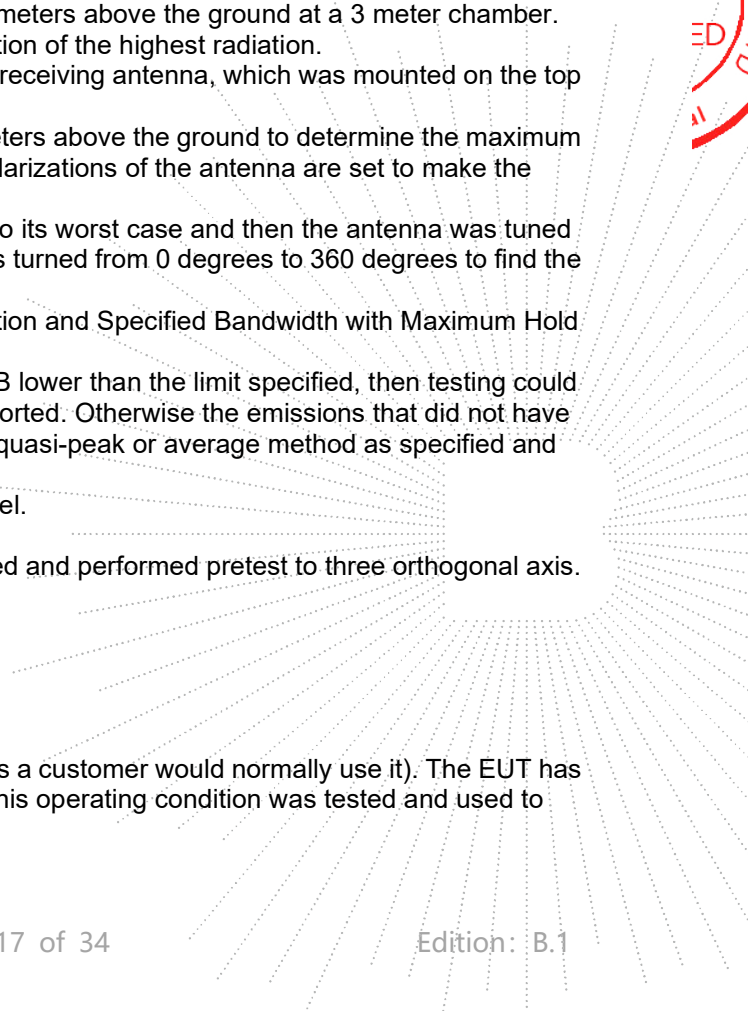 meters above the ground at a 3 meter chamber.
tion of the highest radiation.
receiving antenna, which was mounted on the top
eters above the ground to determine the maximum
larizations of the antenna are set to make the
o its worst case and then the antenna was tuned
s turned from 0 degrees to 360 degrees to find the
tion and Specified Bandwidth with Maximum Hold
B lower than the limit specified, then testing could
orted. Otherwise the emissions that did not have
quasi-peak or average method as specified and
el.
ed and performed pretest to three orthogonal axis.
s a customer would normally use it). The EUT has
his operating condition was tested and used to
17 of 34 Edition: B.1
ED